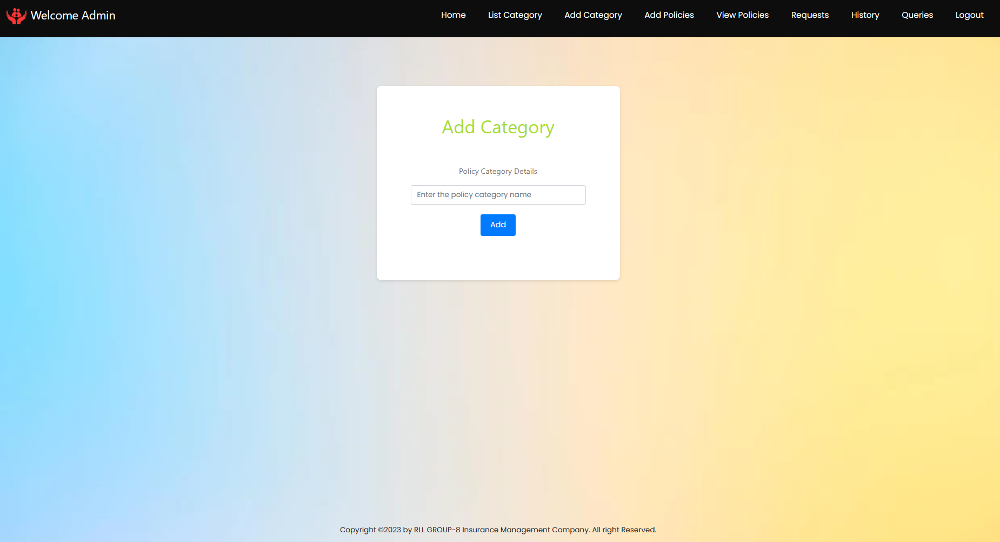 Welcome Admin
Home List Category Add Category Add Policies View Policies Requests History Queries Logout
Add Category
Policy Category Details
Enter the policy category name
Add
Copyright ©2023 by RLL GROUP-8 Insurance Management Company. All right Reserved.